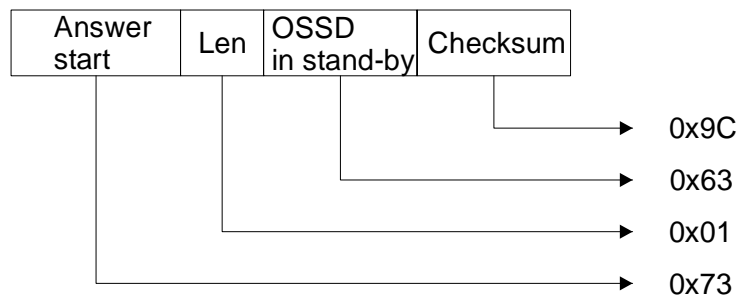 Answer
start
Len
OSSD
in stand-by
Checksum
0x9C
0x63
0x01
0x73